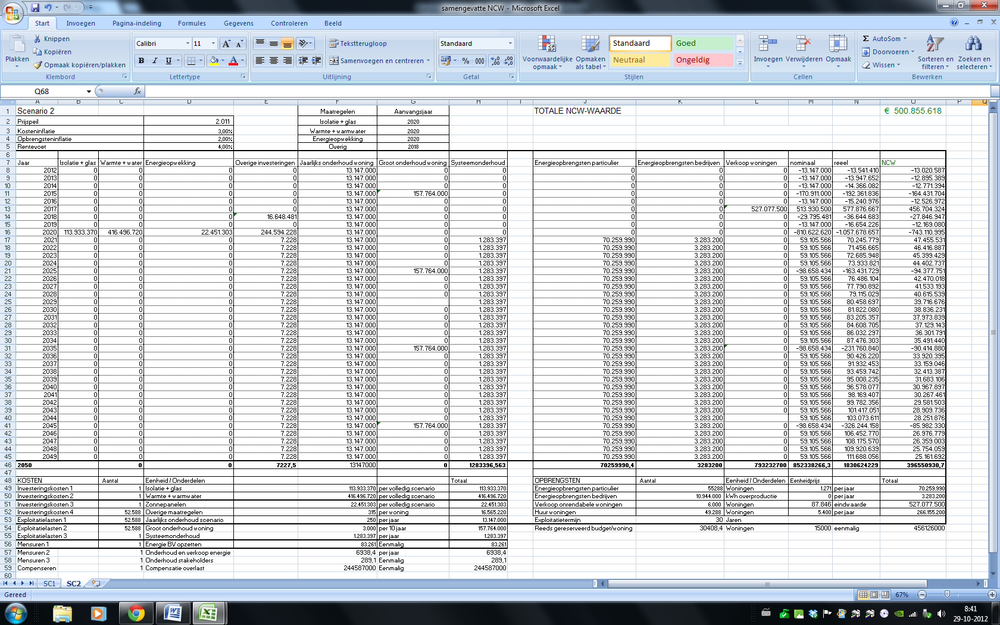 samengevatte NCW - Microsoft Excel
Start Invoegen Pagina-indeling Formules Gegevens Controleren Beeld
Plakken Knippen Kopiëren Opmaak kopiëren/plakken Klembord
Calibri 11 B I U Lettertype
Tekstterugloop Samenvoegen en centreren Uitlijning
Standaard % 000 Getal
Voorwaardelijke opmaak Opmaken als tabel Standaard Goed Neutraal Ongeldig Stijlen
Invoegen Verwijderen Opmaak Cellen
AutoSom Doorvoeren Wissen Sorteren en filteren Zoeken en selecteren Bewerken
Q68 fx
A B C D E F G H I J K L M N O P Q
1 Scenario 2 Maatregelen Aanvangsjaar TOTALE NCW-WAARDE € 500.855.618
2 Prijspeil 2.011 Isolatie + glas 2020
3 Kosteninflatie 3,00% Warmte + warmwater 2020
4 Opbrengsteninflatie 2,00% Energieopwekking 2020
5 Rentevoet 4,00% Overig 2018
6
7 Jaar Isolatie + glas Warmte + water Energieopwekking Overige investeringen Jaarlijks onderhoud woning Groot onderhoud woning Systeemonderhoud Energieopbrengsten particulier Energieopbrengsten bedrijven Verkoop woningen nominaal reeel NCW
8 2012 0 0 0 0 13.147.000 0 0 0 0 0 -13.147.000 -13.541.410 -13.020.587
9 2013 0 0 0 0 13.147.000 0 0 0 0 0 -13.147.000 -13.947.652 -12.895.389
10 2014 0 0 0 0 13.147.000 0 0 0 0 0 -13.147.000 -14.366.082 -12.771.394
11 2015 0 0 0 0 13.147.000 157.764.000 0 0 0 0 -170.911.000 -192.361.836 -164.431.704
12 2016 0 0 0 0 13.147.000 0 0 0 0 0 -13.147.000 -15.240.976 -12.526.972
13 2017 0 0 0 0 13.147.000 0 0 0 0 527.077.500 513.930.500 577.876.667 456.704.324
14 2018 0 0 0 16.648.481 13.147.000 0 0 0 0 0 -29.795.481 -36.644.663 -27.846.947
15 2019 0 0 0 0 13.147.000 0 0 0 0 0 -13.147.000 -16.654.226 -12.169.080
16 2020 113.933.370 416.496.720 22.451.303 244.594.228 13.147.000 0 0 0 0 0 -810.622.620 -1.057.678.657 -743.110.995
17 2021 0 0 0 7.228 13.147.000 0 1.283.397 70.259.990 3.283.200 0 59.105.566 70.245.779 47.455.531
18 2022 0 0 0 7.228 13.147.000 0 1.283.397 70.259.990 3.283.200 0 59.105.566 71.456.665 46.416.887
19 2023 0 0 0 7.228 13.147.000 0 1.283.397 70.259.990 3.283.200 0 59.105.566 72.685.948 45.399.429
20 2024 0 0 0 7.228 13.147.000 0 1.283.397 70.259.990 3.283.200 0 59.105.566 73.933.821 44.402.737
21 2025 0 0 0 7.228 13.147.000 157.764.000 1.283.397 70.259.990 3.283.200 0 -98.658.434 -163.431.729 -94.377.751
22 2026 0 0 0 7.228 13.147.000 0 1.283.397 70.259.990 3.283.200 0 59.105.566 76.486.104 42.470.018
23 2027 0 0 0 7.228 13.147.000 0 1.283.397 70.259.990 3.283.200 0 59.105.566 77.790.892 41.533.193
24 2028 0 0 0 7.228 13.147.000 0 1.283.397 70.259.990 3.283.200 0 59.105.566 79.115.029 40.615.539
25 2029 0 0 0 7.228 13.147.000 1.283.397 70.259.990 3.283.200 59.105.566 80.458.697 39.716.676
26 2030 0 0 0 7.228 13.147.000 0 1.283.397 70.259.990 3.283.200 0 59.105.566 81.822.080 38.836.231
27 2031 0 0 0 7.228 13.147.000 0 1.283.397 70.259.990 3.283.200 0 59.105.566 83.205.357 37.973.839
28 2032 0 0 0 7.228 13.147.000 0 1.283.397 70.259.990 3.283.200 0 59.105.566 84.608.705 37.129.143
29 2033 0 0 0 7.228 13.147.000 0 1.283.397 70.259.990 3.283.200 0 59.105.566 86.032.297 36.301.791
30 2034 0 0 0 7.228 13.147.000 0 1.283.397 70.259.990 3.283.200 0 59.105.566 87.476.303 35.491.440
31 2035 0 0 0 7.228 13.147.000 157.764.000 1.283.397 70.259.990 3.283.200 0 -98.658.434 -231.760.840 -90.414.880
32 2036 0 0 0 7.228 13.147.000 0 1.283.397 70.259.990 3.283.200 0 59.105.566 90.426.220 33.920.395
33 2037 0 0 0 7.228 13.147.000 0 1.283.397 70.259.990 3.283.200 0 59.105.566 91.932.453 33.159.046
34 2038 0 0 0 7.228 13.147.000 0 1.283.397 70.259.990 3.283.200 0 59.105.566 93.459.742 32.413.387
35 2039 0 0 0 7.228 13.147.000 0 1.283.397 70.259.990 3.283.200 0 59.105.566 95.008.235 31.683.106
36 2040 0 0 0 7.228 13.147.000 0 1.283.397 70.259.990 3.283.200 0 59.105.566 96.578.077 30.967.897
37 2041 0 0 0 7.228 13.147.000 0 1.283.397 70.259.990 3.283.200 0 59.105.566 98.169.407 30.267.461
38 2042 0 0 0 7.228 13.147.000 0 1.283.397 70.259.990 3.283.200 0 59.105.566 99.782.356 29.581.503
39 2043 0 0 0 7.228 13.147.000 0 1.283.397 70.259.990 3.283.200 0 59.105.566 101.417.051 28.909.736
40 2044 0 0 0 7.228 13.147.000 1.283.397 70.259.990 3.283.200 59.105.566 103.073.611 28.251.876
41 2045 0 0 0 7.228 13.147.000 157.764.000 1.283.397 70.259.990 3.283.200 0 -98.658.434 -326.244.158 -85.982.330
42 2046 0 0 0 7.228 13.147.000 0 1.283.397 70.259.990 3.283.200 0 59.105.566 106.452.770 26.976.779
43 2047 0 0 0 7.228 13.147.000 0 1.283.397 70.259.990 3.283.200 0 59.105.566 108.175.570 26.359.003
44 2048 0 0 0 7.228 13.147.000 0 1.283.397 70.259.990 3.283.200 0 59.105.566 109.920.639 25.754.059
45 2049 0 0 0 7.228 13.147.000 0 1.283.397 70.259.990 3.283.200 0 59.105.566 111.688.056 25.161.692
46 2050 0 0 7227,5 13147000 0 1283396,563 70259990,4 3283200 793232700 852338266,3 1830624229 396550930,7
47
48 KOSTEN Aantal Eenheid / Onderdelen Totaal OPBRENGSTEN Aantal Eenheid / Onderdelen Eenheidprijs Totaal
49 Investeringskosten 1 1 Isolatie + glas 113.933.370 per volledig scenario 113.933.370 Energieopbrengsten particulier 55288 Woningen 1.271 per jaar 70.259.990
50 Investeringskosten 2 1 Warmte + warmwater 416.496.720 per volledig scenario 416.496.720 Energieopbrengsten bedrijven 10.944.000 kWh overproductie 0 per jaar 3.283.200
51 Investeringskosten 3 1 Zonnepanelen 22.451.303 per volledig scenario 22.451.303 Verkoop onrendabele woningen 6.000 Woningen 87.846 eindwaarde 527.077.500
52 Investeringskosten 4 52.588 Overige maatregelen 315 per woning 16.565.220 Huur woningen 49.288 Woningen 5.400 per jaar 266.155.200
53 Exploitatielasten 1 52.588 Jaarlijks onderhoud scenario 250 per jaar 13.147.000 Exploitatietermijn 30 Jaren
54 Exploitatielasten 2 52.588 Groot onderhoud woning 3.000 per 10 jaar 157.764.000 Reeds gereserveerd budget/woning 30408,4 Woningen 15000 eenmalig 456126000
55 Exploitatielasten 3 1 Systeemonderhoud 1.283.397 per jaar 1.283.397
56 Mensuren 1 1 Energie BV opzetten 83.261 Eenmalig 83.261
57 Mensuren 2 1 Onderhoud en verkoop energie 6938,4 per jaar 6938,4
58 Mensuren 3 1 Onderhoud stakeholders 289,1 Eenmalig 289,1
59 Compenseren 1 Compensatie overlast 244587000 Eenmalig 244587000
60
SC1 SC2
Gereed 67%
8:41
29-10-2012